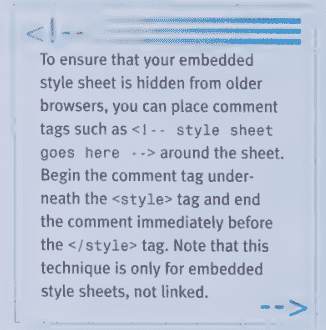 <!--
To ensure that your embedded
style sheet is hidden from older
browsers, you can place comment
tags such as <!-- style sheet
goes here --> around the sheet.
Begin the comment tag under-
neath the <style> tag and end
the comment immediately before
the </style> tag. Note that this
technique is only for embedded
style sheets, not linked.
-->